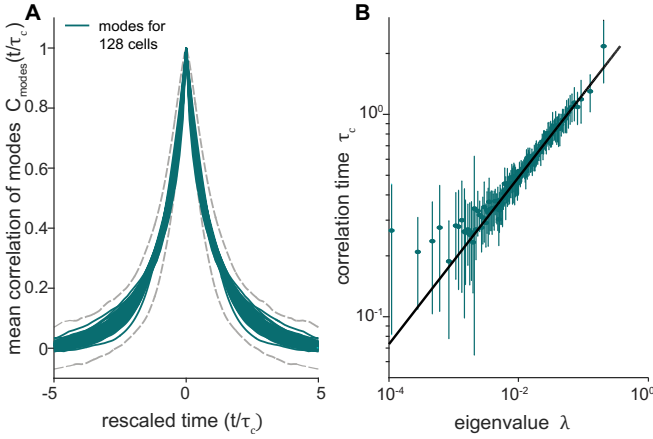 A
modes for
128 cells
mean correlation of modes C_modes(t/τ_c)
1
0.8
0.6
0.4
0.2
0
-5
0
5
rescaled time (t/τ_c)
B
correlation time τ_c
10^0
10^-1
10^-4
10^-2
10^0
eigenvalue λ